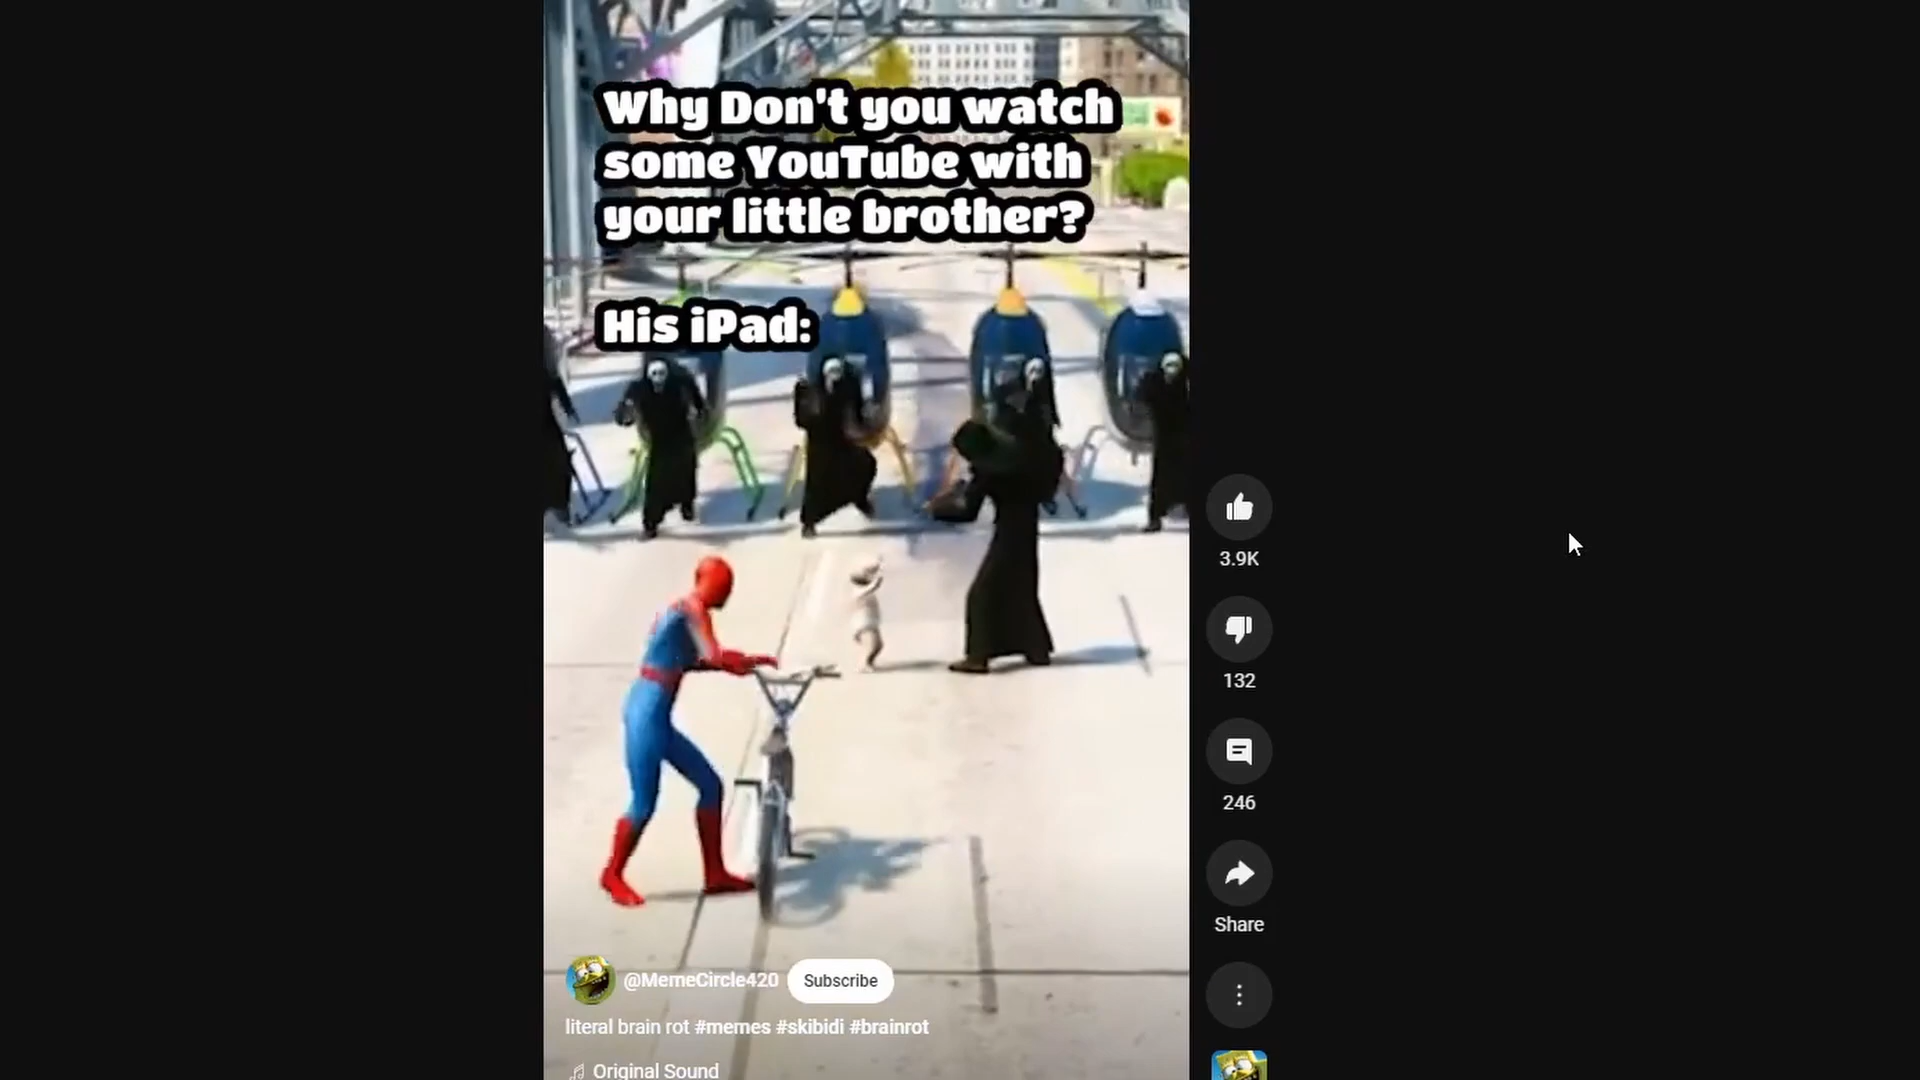 Why Don't you watch
some YouTube with
your little brother?
His iPad:
3.9K
132
246
Share
@MemeCircle420
Subscribe
literal brain rot #memes #skibidi #brainrot
Original Sound